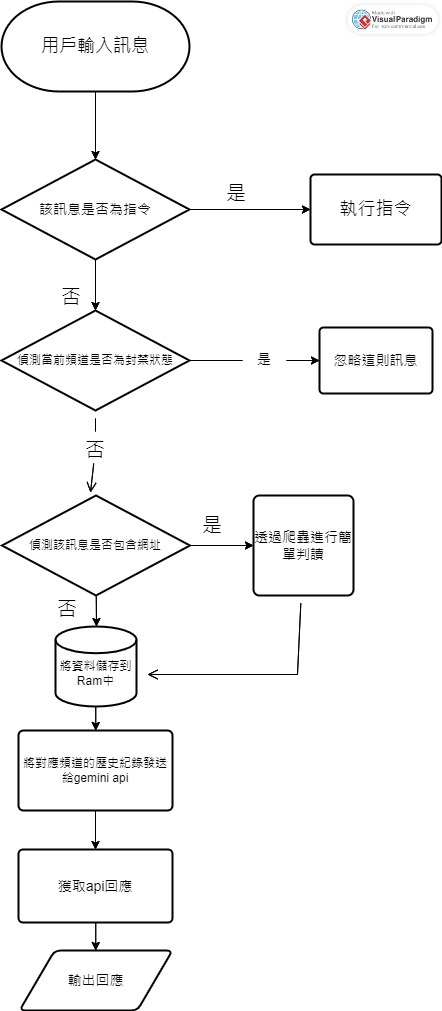 Made with
VisualParadigm
For non-commercial use
用戶輸入訊息
該訊息是否為指令
是
執行指令
否
偵測當前頻道是否為封禁狀態
是
忽略這則訊息
否
偵測該訊息是否包含網址
是
透過爬蟲進行簡
單判讀
否
將資料儲存到
Ram中
將對應頻道的歷史紀錄發送
給gemini api
獲取api回應
輸出回應